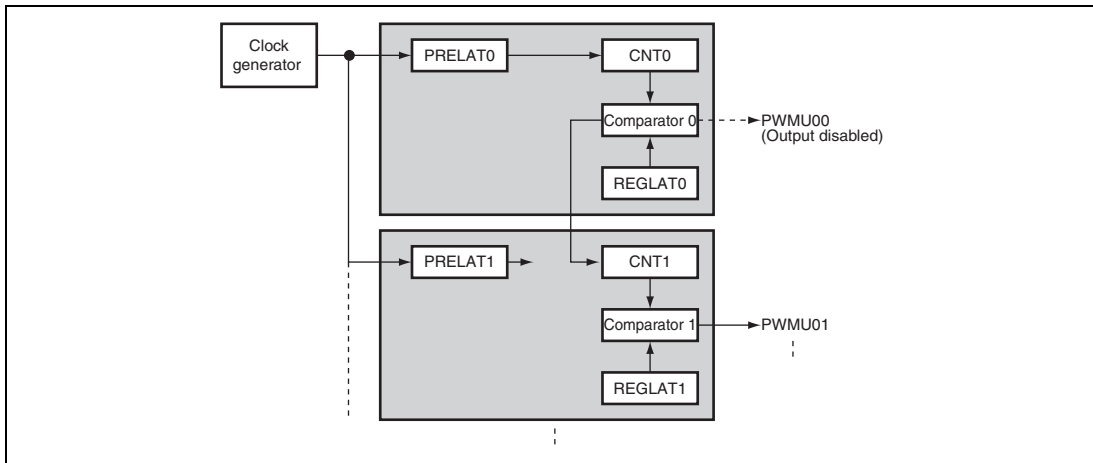 Clock
generator
PRELAT0
CNT0
Comparator 0
PWMU00
(Output disabled)
REGLAT0
PRELAT1
CNT1
Comparator 1
PWMU01
REGLAT1